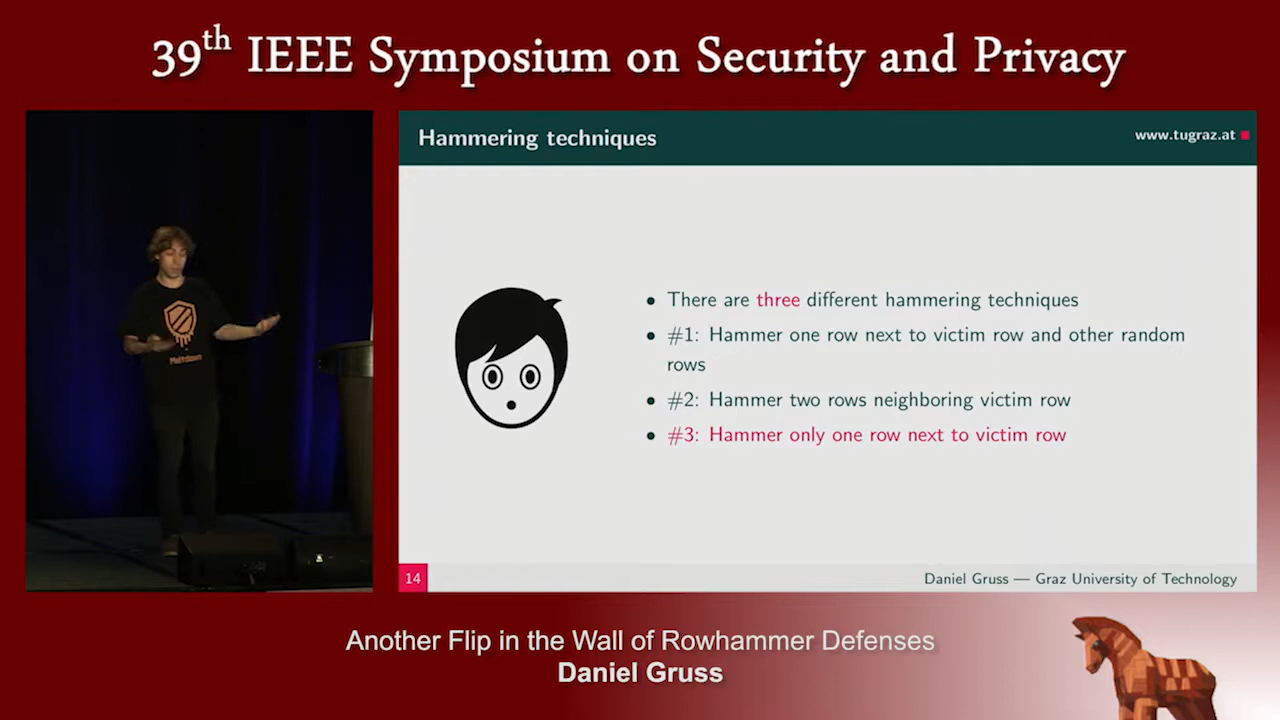 39th IEEE Symposium on Security and Privacy
Hammering techniques
www.tugraz.at
• There are three different hammering techniques
• #1: Hammer one row next to victim row and other random
rows
• #2: Hammer two rows neighboring victim row
• #3: Hammer only one row next to victim row
Meltdown
14
Daniel Gruss — Graz University of Technology
Another Flip in the Wall of Rowhammer Defenses
Daniel Gruss